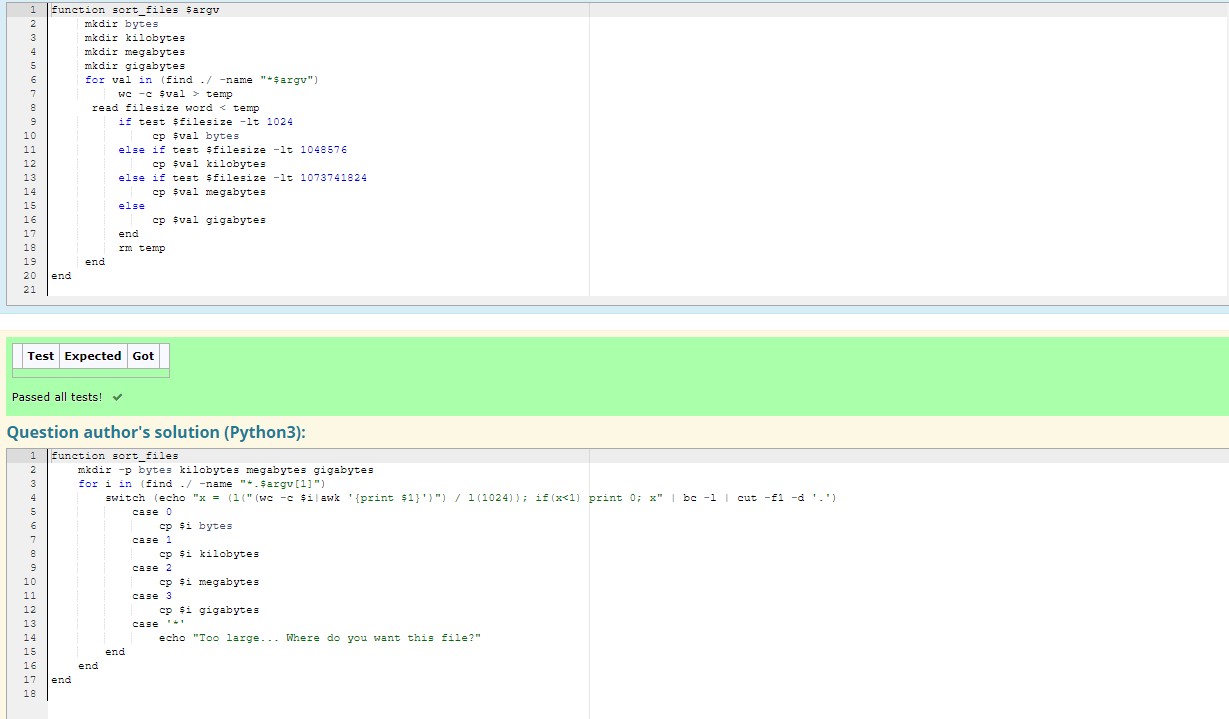 1 function sort_files $argv
2 mkdir bytes
3 mkdir kilobytes
4 mkdir megabytes
5 mkdir gigabytes
6 for val in (find ./ -name "*$argv")
7 wc -c $val > temp
8 read filesize word < temp
9 if test $filesize -lt 1024
10 cp $val bytes
11 else if test $filesize -lt 1048576
12 cp $val kilobytes
13 else if test $filesize -lt 1073741824
14 cp $val megabytes
15 else
16 cp $val gigabytes
17 end
18 rm temp
19 end
20 end
21
Test Expected Got
Passed all tests! ✓
Question author's solution (Python3):
1 function sort_files
2 mkdir -p bytes kilobytes megabytes gigabytes
3 for i in (find ./ -name "*.$argv[1]")
4 switch (echo "x = (l("(wc -c $i|awk '{print $1}')") / l(1024)); if(x<1) print 0; x" | bc -l | cut -f1 -d '.')
5 case 0
6 cp $i bytes
7 case 1
8 cp $i kilobytes
9 case 2
10 cp $i megabytes
11 case 3
12 cp $i gigabytes
13 case '*'
14 echo "Too large... Where do you want this file?"
15 end
16 end
17 end
18